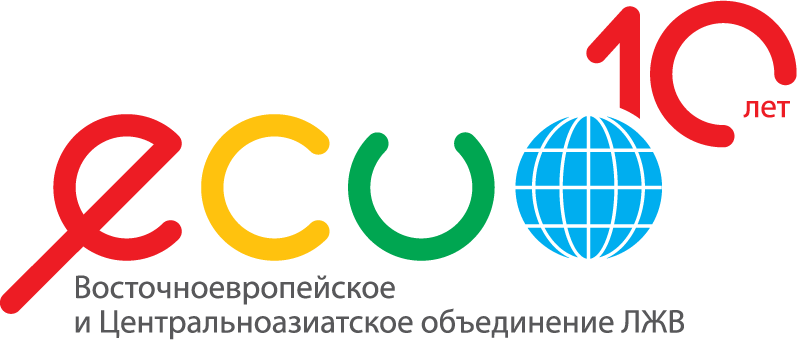 10
лет
ecuo
Восточноевропейское
и Центральноазиатское объединение ЛЖВ